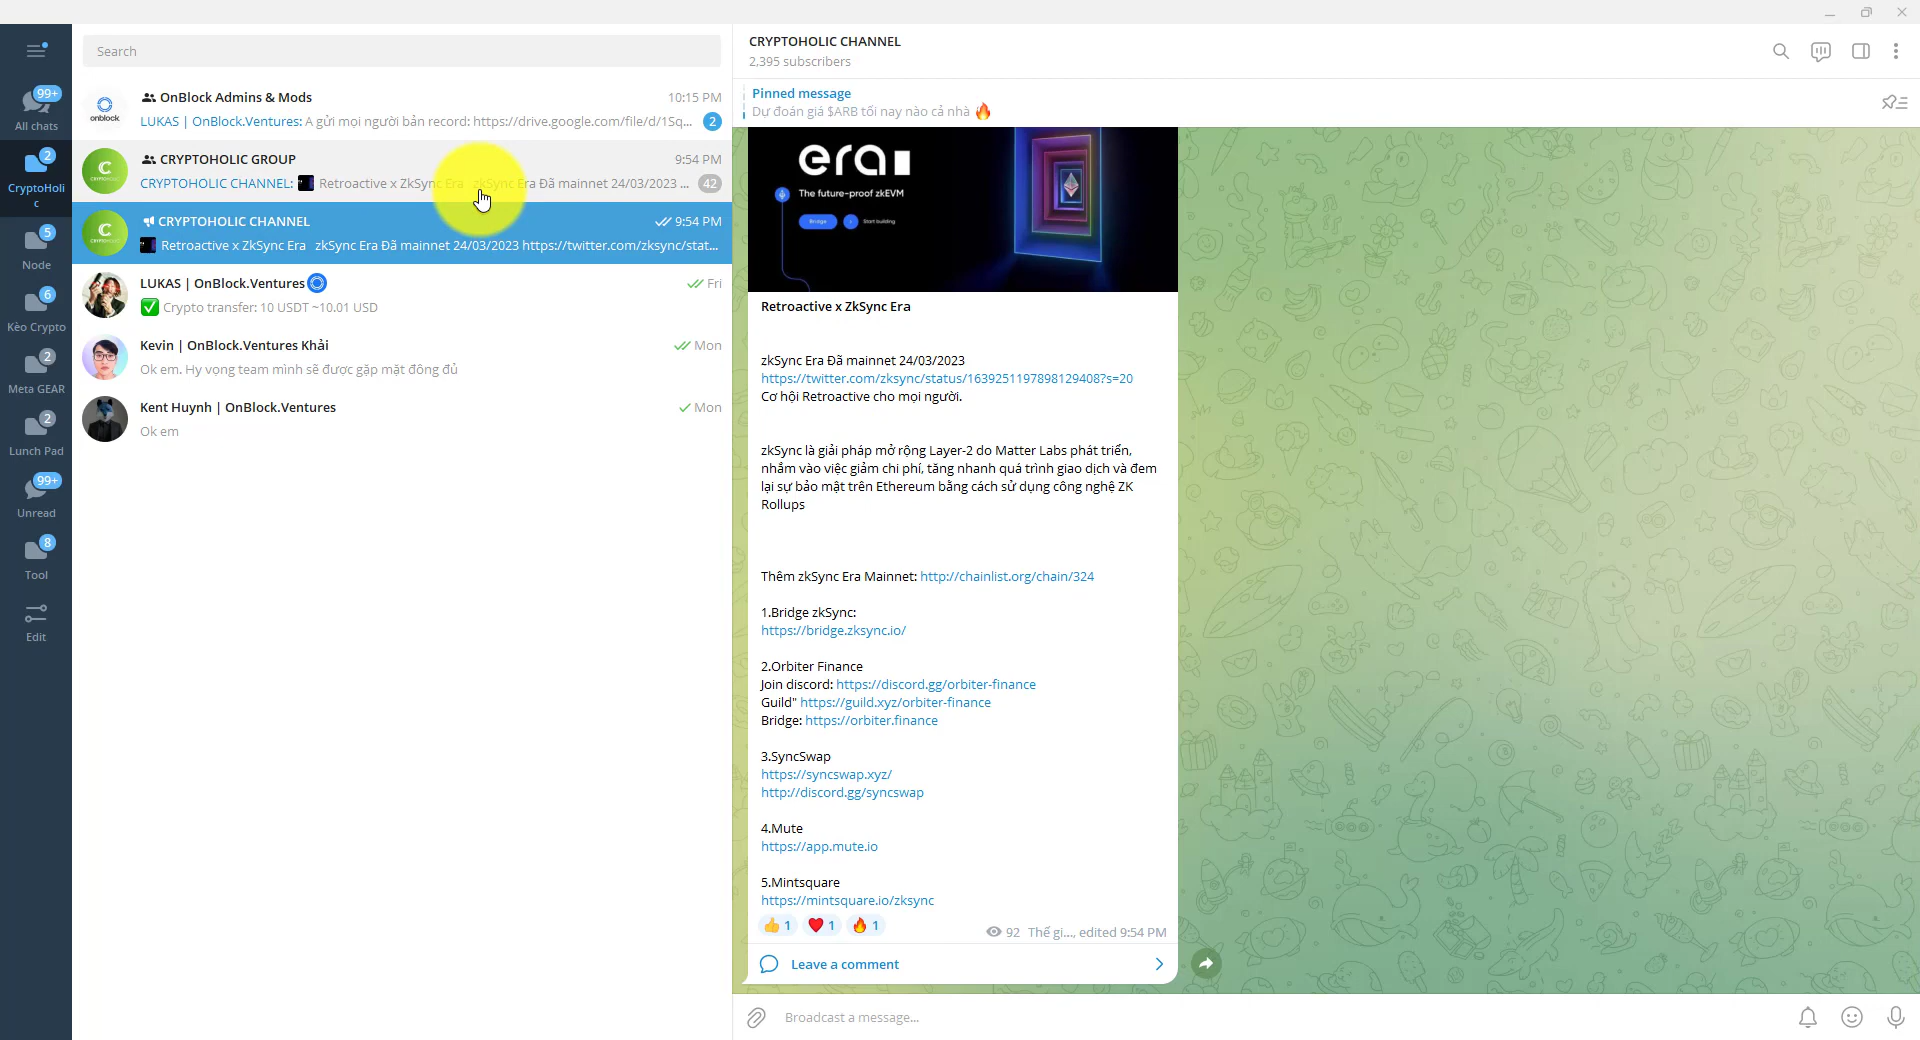 Search
99+
All chats
2
CryptoHoli
c
5
Node
6
Kèo Crypto
2
Meta GEAR
2
Lunch Pad
99+
Unread
8
Tool
Edit
onblock
OnBlock Admins & Mods
10:15 PM
LUKAS | OnBlock.Ventures: A gửi mọi người bản record: https://drive.google.com/file/d/1Sq...
2
C
CRYPTOHOLIC GROUP
9:54 PM
CRYPTOHOLIC CHANNEL: Retroactive x ZkSync Era zkSync Era Đã mainnet 24/03/2023 ...
42
C
CRYPTOHOLIC CHANNEL
9:54 PM
Retroactive x ZkSync Era zkSync Era Đã mainnet 24/03/2023 https://twitter.com/zksync/stat...
LUKAS | OnBlock.Ventures
Fri
Crypto transfer: 10 USDT ~10.01 USD
Kevin | OnBlock.Ventures Khải
Mon
Ok em. Hy vọng team mình sẽ được gặp mặt đông đủ
Kent Huynh | OnBlock.Ventures
Mon
Ok em
CRYPTOHOLIC CHANNEL
2,395 subscribers
Pinned message
Dự đoán giá $ARB tối nay nào cả nhà 🔥
era
The future-proof zkEVM
Bridge
Start building
Retroactive x ZkSync Era
zkSync Era Đã mainnet 24/03/2023
https://twitter.com/zksync/status/1639251197898129408?s=20
Cơ hội Retroactive cho mọi người.
zkSync là giải pháp mở rộng Layer-2 do Matter Labs phát triển,
nhắm vào việc giảm chi phí, tăng nhanh quá trình giao dịch và đem
lại sự bảo mật trên Ethereum bằng cách sử dụng công nghệ ZK
Rollups
Thêm zkSync Era Mainnet: http://chainlist.org/chain/324
1.Bridge zkSync:
https://bridge.zksync.io/
2.Orbiter Finance
Join discord: https://discord.gg/orbiter-finance
Guild" https://guild.xyz/orbiter-finance
Bridge: https://orbiter.finance
3.SyncSwap
https://syncswap.xyz/
http://discord.gg/syncswap
4.Mute
https://app.mute.io
5.Mintsquare
https://mintsquare.io/zksync
👍 1 ❤️ 1 🔥 1
92 Thế gi..., edited 9:54 PM
Leave a comment
Broadcast a message...